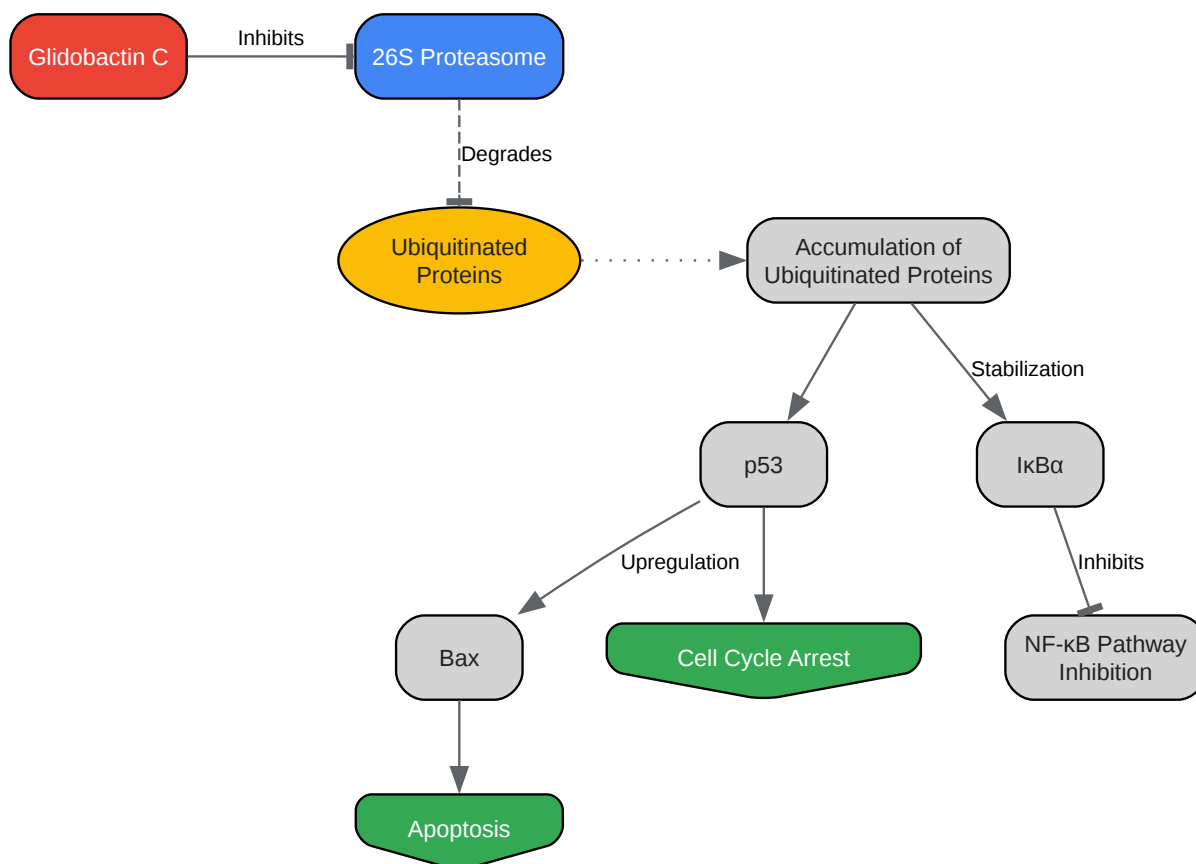 Glidobactin C
Inhibits
26S Proteasome
Degrades
Ubiquitinated
Proteins
Accumulation of
Ubiquitinated Proteins
Stabilization
p53
IκBα
Upregulation
Inhibits
Bax
Cell Cycle Arrest
NF-κB Pathway
Inhibition
Apoptosis